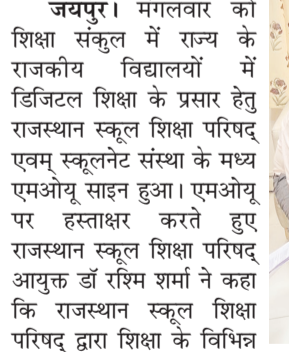 जयपुर। मंगलवार को
शिक्षा संकुल में राज्य के
राजकीय विद्यालयों में
डिजिटल शिक्षा के प्रसार हेतु
राजस्थान स्कूल शिक्षा परिषद्
एवम् स्कूलनेट संस्था के मध्य
एमओयू साइन हुआ। एमओयू
पर हस्ताक्षर करते हुए
राजस्थान स्कूल शिक्षा परिषद्
आयुक्त डॉ रश्मि शर्मा ने कहा
कि राजस्थान स्कूल शिक्षा
परिषद् द्वारा शिक्षा के विभिन्न